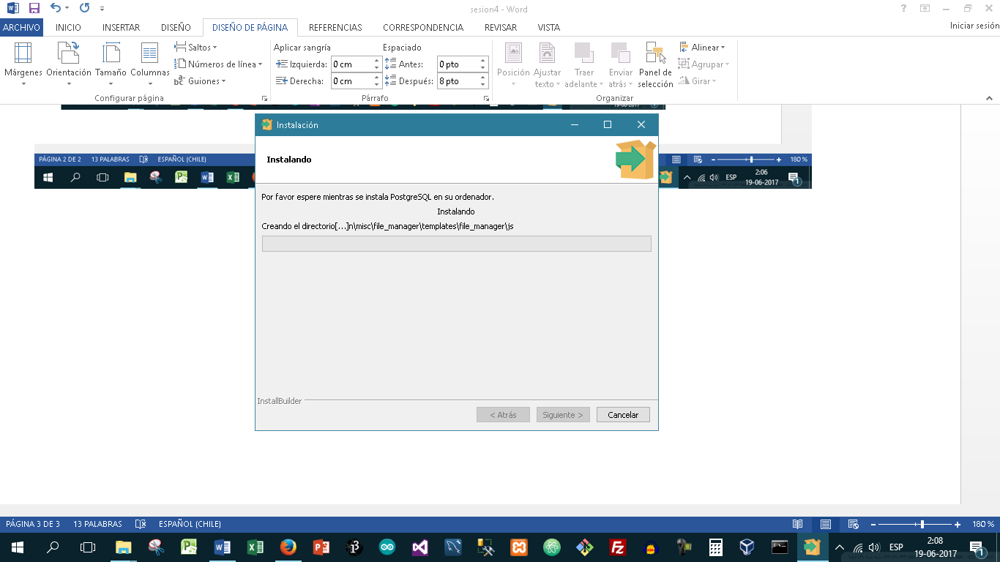 sesion4 - Word
ARCHIVO INICIO INSERTAR DISEÑO DISEÑO DE PÁGINA REFERENCIAS CORRESPONDENCIA REVISAR VISTA Iniciar sesión
Márgenes
Orientación
Tamaño
Columnas
Saltos
Números de línea
Guiones
Configurar página
Aplicar sangría
Izquierda: 0 cm
Derecha: 0 cm
Espaciado
Antes: 0 pto
Después: 8 pto
Párrafo
Posición
Ajustar
texto
Traer
adelante
Enviar
atrás
Panel de
selección
Alinear
Agrupar
Girar
Organizar
19-06-2017
Instalación
Instalando
PÁGINA 2 DE 2 13 PALABRAS ESPAÑOL (CHILE) 180 %
ESP
2:06
19-06-2017
1
Por favor espere mientras se instala PostgreSQL en su ordenador.
Instalando
Creando el directorio[...]n\misc\file_manager\templates\file_manager\js
InstallBuilder
< Atrás Siguiente > Cancelar
PÁGINA 3 DE 3 13 PALABRAS ESPAÑOL (CHILE) 180 %
ESP
2:08
19-06-2017
1